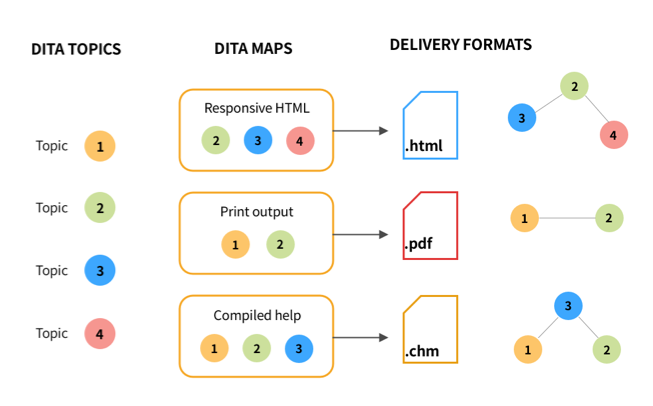 DITA TOPICS
DITA MAPS
DELIVERY FORMATS
Topic 1
Topic 2
Topic 3
Topic 4
Responsive HTML
2 3 4
Print output
1 2
Compiled help
1 2 3
.html
.pdf
.chm
2
3
4
1 2
3
1 2